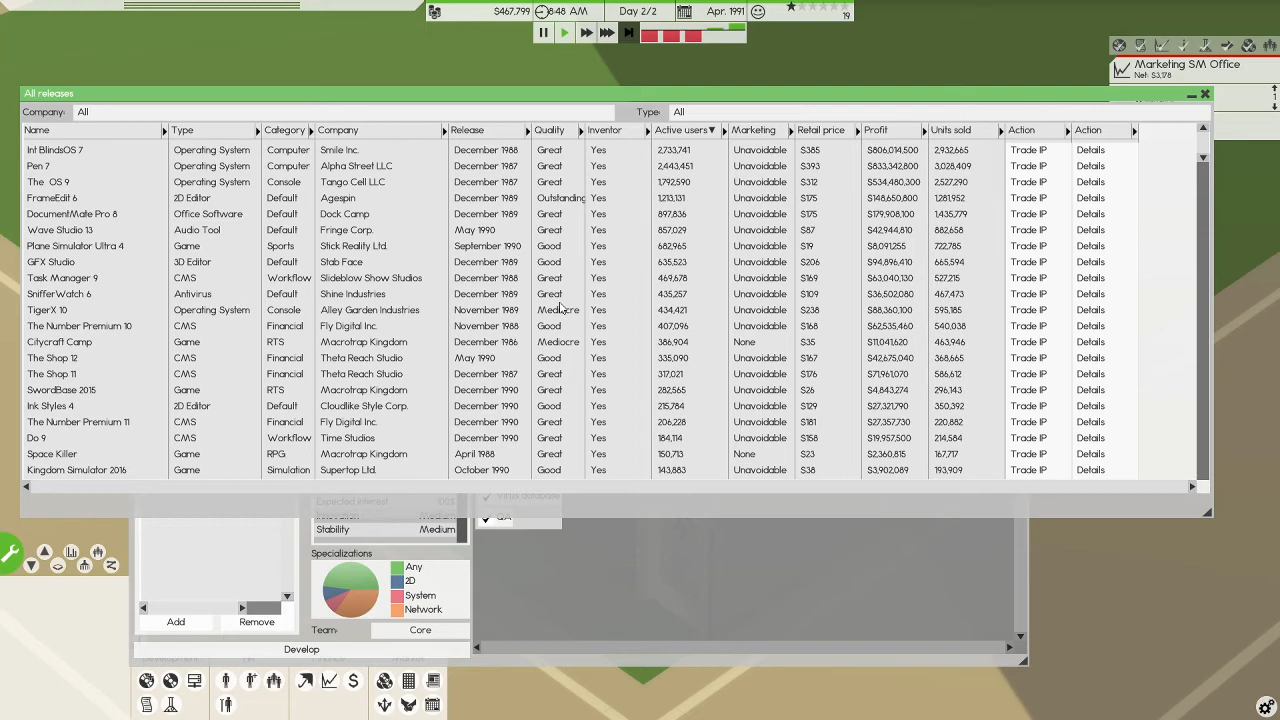 $467,799 8:48 AM Day 2/2 Apr. 1991 19
Marketing SM Office
Net: $3,178
1
All releases
Company: All Type: All
Name Type Category Company Release Quality Inventor Active users▼ Marketing Retail price Profit Units sold Action Action
Int BlindsOS 7 Operating System Computer Smile Inc. December 1988 Great Yes 2,733,741 Unavoidable $385 $806,014,500 2,932,665 Trade IP Details
Pen 7 Operating System Computer Alpha Street LLC December 1987 Great Yes 2,443,451 Unavoidable $393 $833,342,800 3,028,409 Trade IP Details
The OS 9 Operating System Console Tango Cell LLC December 1987 Great Yes 1,792,590 Unavoidable $312 $534,480,300 2,527,290 Trade IP Details
FrameEdit 6 2D Editor Default Agespin December 1989 Outstanding Yes 1,213,131 Unavoidable $175 $148,650,800 1,281,952 Trade IP Details
DocumentMate Pro 8 Office Software Default Dock Camp December 1989 Great Yes 897,836 Unavoidable $175 $179,908,100 1,435,779 Trade IP Details
Wave Studio 13 Audio Tool Default Fringe Corp. May 1990 Great Yes 857,029 Unavoidable $87 $42,944,810 882,658 Trade IP Details
Plane Simulator Ultra 4 Game Sports Stick Reality Ltd. September 1990 Good Yes 682,965 Unavoidable $19 $8,091,255 722,785 Trade IP Details
GFX Studio 3D Editor Default Stab Face December 1989 Good Yes 635,523 Unavoidable $206 $94,896,410 665,594 Trade IP Details
Task Manager 9 CMS Workflow Slideblow Show Studios December 1988 Great Yes 469,678 Unavoidable $169 $63,040,130 527,215 Trade IP Details
SnifferWatch 6 Antivirus Default Shine Industries December 1989 Great Yes 435,257 Unavoidable $109 $36,502,080 467,473 Trade IP Details
TigerX 10 Operating System Console Alley Garden Industries November 1989 Mediocre Yes 434,421 Unavoidable $238 $88,360,100 595,185 Trade IP Details
The Number Premium 10 CMS Financial Fly Digital Inc. November 1988 Good Yes 407,096 Unavoidable $168 $62,535,460 540,038 Trade IP Details
Citycraft Camp Game RTS Macrotrap Kingdom December 1986 Mediocre Yes 386,904 None $35 $11,041,620 463,946 Trade IP Details
The Shop 12 CMS Financial Theta Reach Studio May 1990 Good Yes 335,090 Unavoidable $167 $42,675,040 368,665 Trade IP Details
The Shop 11 CMS Financial Theta Reach Studio December 1987 Great Yes 317,021 Unavoidable $176 $71,961,070 586,612 Trade IP Details
SwordBase 2015 Game RTS Macrotrap Kingdom December 1990 Great Yes 282,565 Unavoidable $26 $4,843,274 296,143 Trade IP Details
Ink Styles 4 2D Editor Default Cloudlike Style Corp. December 1990 Good Yes 215,784 Unavoidable $129 $27,321,790 350,392 Trade IP Details
The Number Premium 11 CMS Financial Fly Digital Inc. December 1990 Great Yes 206,228 Unavoidable $181 $27,357,730 220,882 Trade IP Details
Do 9 CMS Workflow Time Studios December 1990 Great Yes 184,114 Unavoidable $158 $19,957,500 214,584 Trade IP Details
Space Killer Game RPG Macrotrap Kingdom April 1988 Great Yes 150,713 None $23 $2,360,815 167,717 Trade IP Details
Kingdom Simulator 2016 Game Simulation Supertop Ltd. October 1990 Good Yes 143,883 Unavoidable $38 $3,902,089 193,909 Trade IP Details
Expected interest 100%
Innovation Medium
Stability Medium
Virus database
QA
Specializations
Any
2D
System
Network
Add Remove
Team: Core
Develop